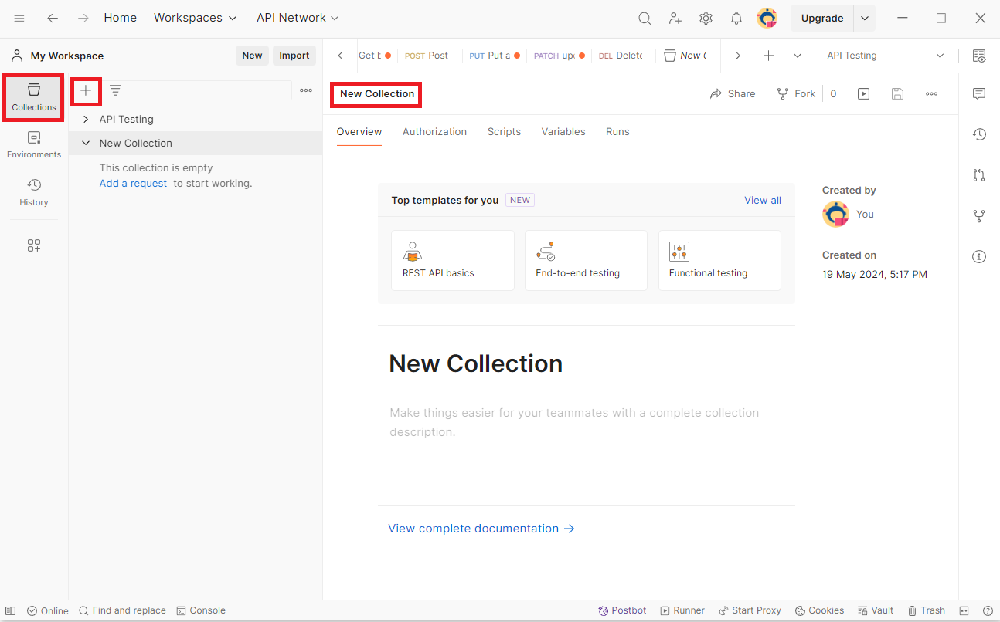 Home Workspaces API Network Upgrade
My Workspace New Import
Get b POST Post PUT Put a PATCH upd DEL Delete New C API Testing
Collections
Environments
History
API Testing
New Collection
This collection is empty
Add a request to start working.
New Collection Share Fork 0
Overview Authorization Scripts Variables Runs
Top templates for you NEW View all
REST API basics End-to-end testing Functional testing
Created by
You
Created on
19 May 2024, 5:17 PM
New Collection
Make things easier for your teammates with a complete collection
description.
View complete documentation →
Online Find and replace Console Postbot Runner Start Proxy Cookies Vault Trash